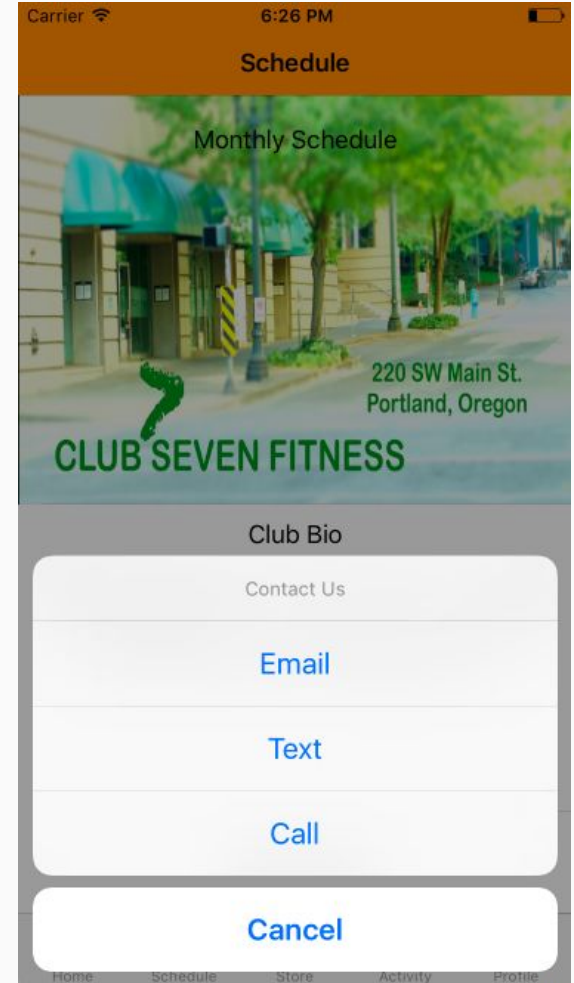 Carrier 6:26 PM
Schedule
Monthly Schedule
220 SW Main St.
Portland, Oregon
7
CLUB SEVEN FITNESS
Club Bio
Contact Us
Email
Text
Call
Cancel
Home Schedule Store Activity Profile